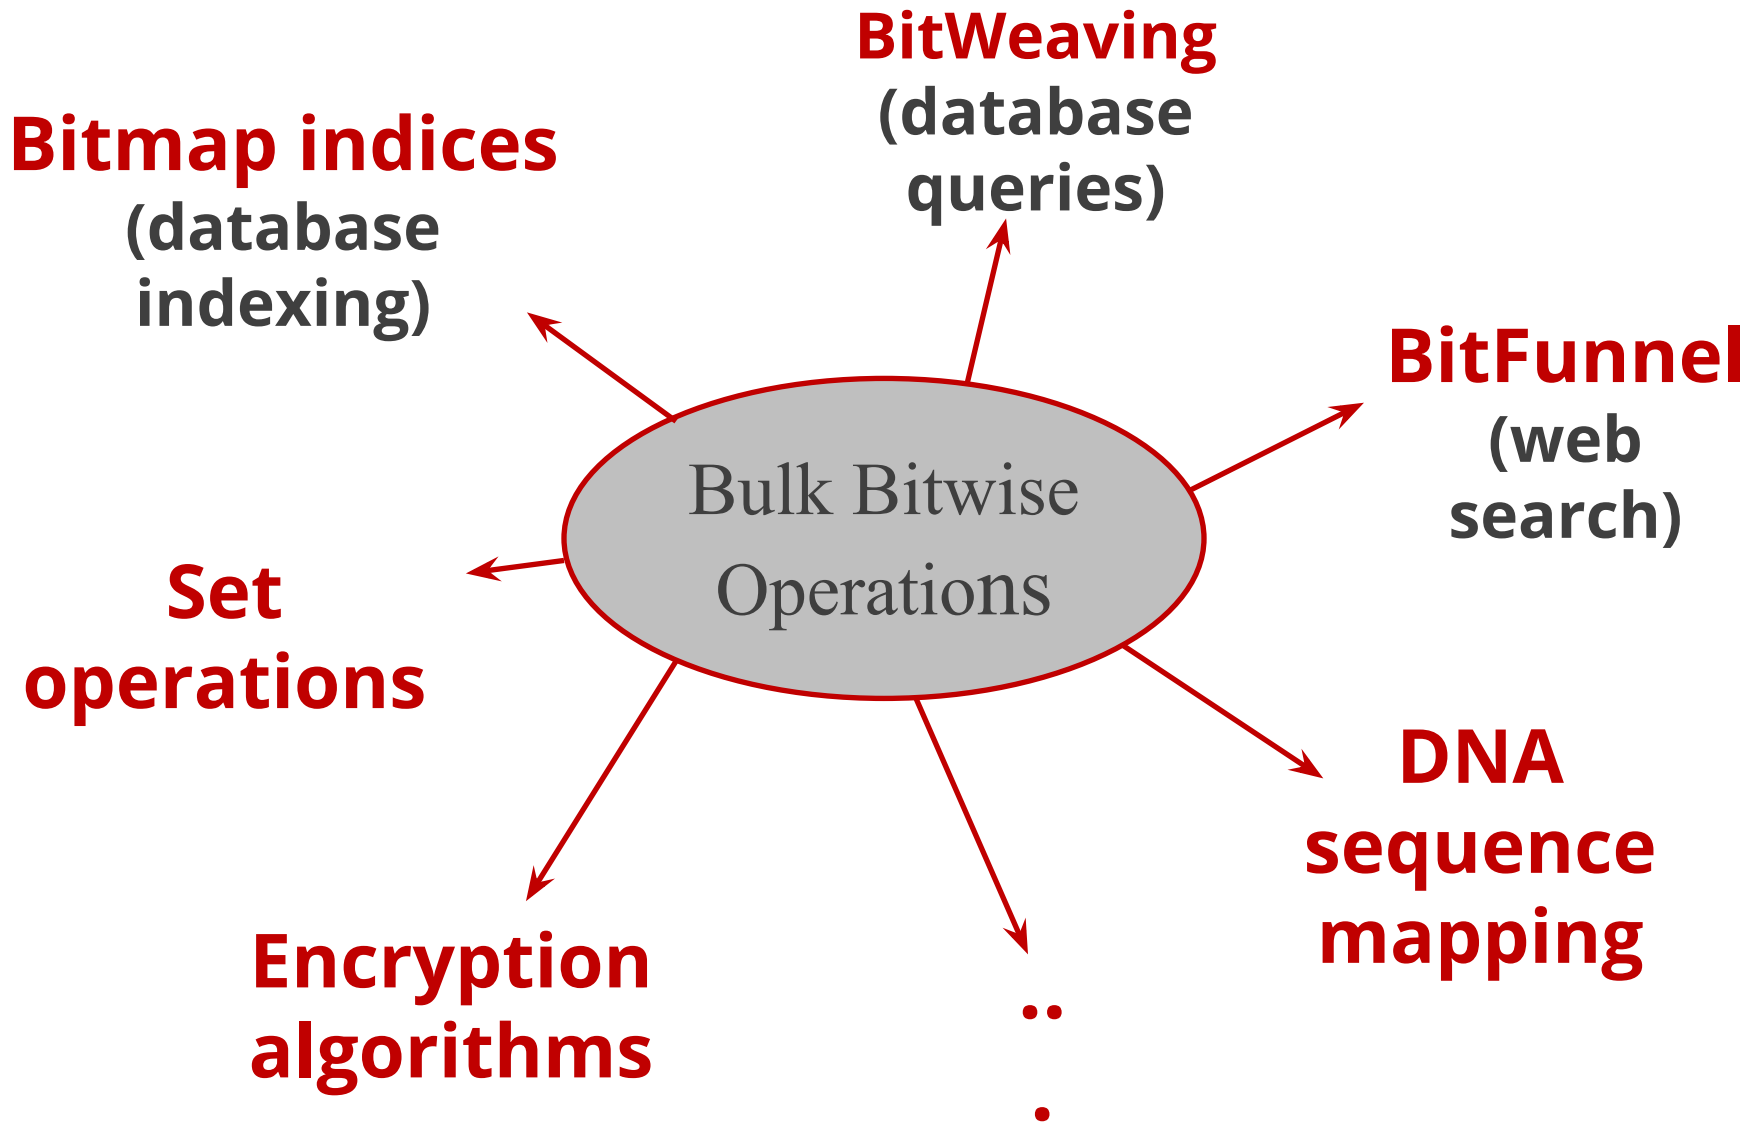 BitWeaving
(database
queries)
Bitmap indices
(database
indexing)
BitFunnel
(web
search)
Bulk Bitwise
Operations
Set
operations
DNA
sequence
mapping
Encryption
algorithms
..
.